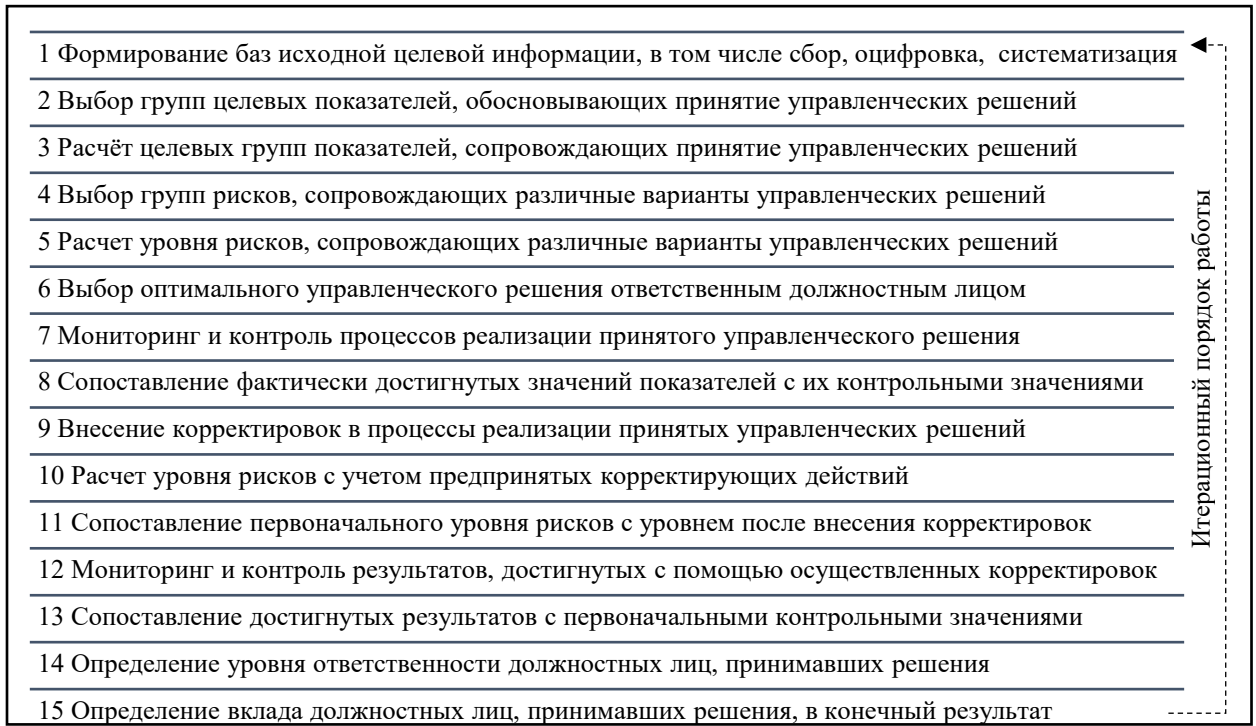 1 Формирование баз исходной целевой информации, в том числе сбор, оцифровка, систематизация
2 Выбор групп целевых показателей, обосновывающих принятие управленческих решений
3 Расчёт целевых групп показателей, сопровождающих принятие управленческих решений
4 Выбор групп рисков, сопровождающих различные варианты управленческих решений
5 Расчет уровня рисков, сопровождающих различные варианты управленческих решений
6 Выбор оптимального управленческого решения ответственным должностным лицом
7 Мониторинг и контроль процессов реализации принятого управленческого решения
8 Сопоставление фактически достигнутых значений показателей с их контрольными значениями
9 Внесение корректировок в процессы реализации принятых управленческих решений
10 Расчет уровня рисков с учетом предпринятых корректирующих действий
11 Сопоставление первоначального уровня рисков с уровнем после внесения корректировок
12 Мониторинг и контроль результатов, достигнутых с помощью осуществленных корректировок
13 Сопоставление достигнутых результатов с первоначальными контрольными значениями
14 Определение уровня ответственности должностных лиц, принимавших решения
15 Определение вклада должностных лиц, принимавших решения, в конечный результат
Итерационный порядок работы